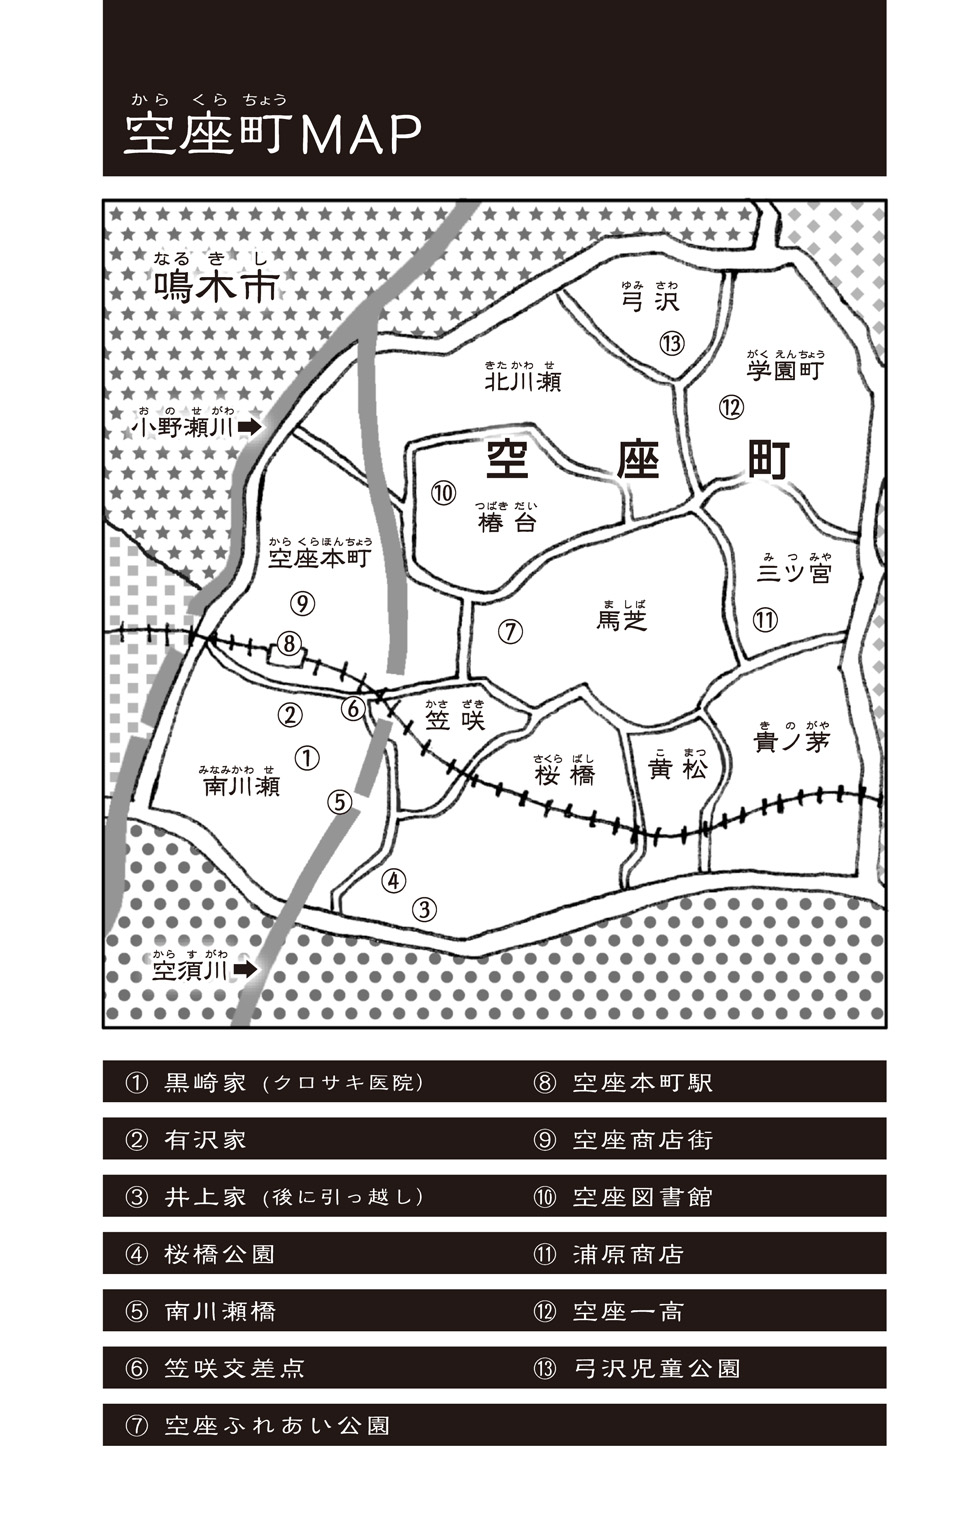 から くら ちょう
空座町MAP
なる き し
鳴木市
ゆみ さわ
弓沢
⑬
きた かわ せ
北川瀬
がく えんちょう
学園町
⑫
お の せ がわ
小野瀬川➡
空座町
⑩
つばき だい
椿台
から くらほんちょう
空座本町
み つ みや
三ツ宮
⑨
ま しば
馬芝
⑦
⑪
⑧
②
⑥
かさ ざき
笠咲
き の がや
貴ノ茅
①
みなみかわ せ
南川瀬
さくら ばし
桜橋
こ まつ
黄松
⑤
④
③
から す がわ
空須川➡
① 黒崎家 (クロサキ医院)
② 有沢家
③ 井上家 (後に引っ越し)
④ 桜橋公園
⑤ 南川瀬橋
⑥ 笠咲交差点
⑦ 空座ふれあい公園
⑧ 空座本町駅
⑨ 空座商店街
⑩ 空座図書館
⑪ 浦原商店
⑫ 空座一高
⑬ 弓沢児童公園